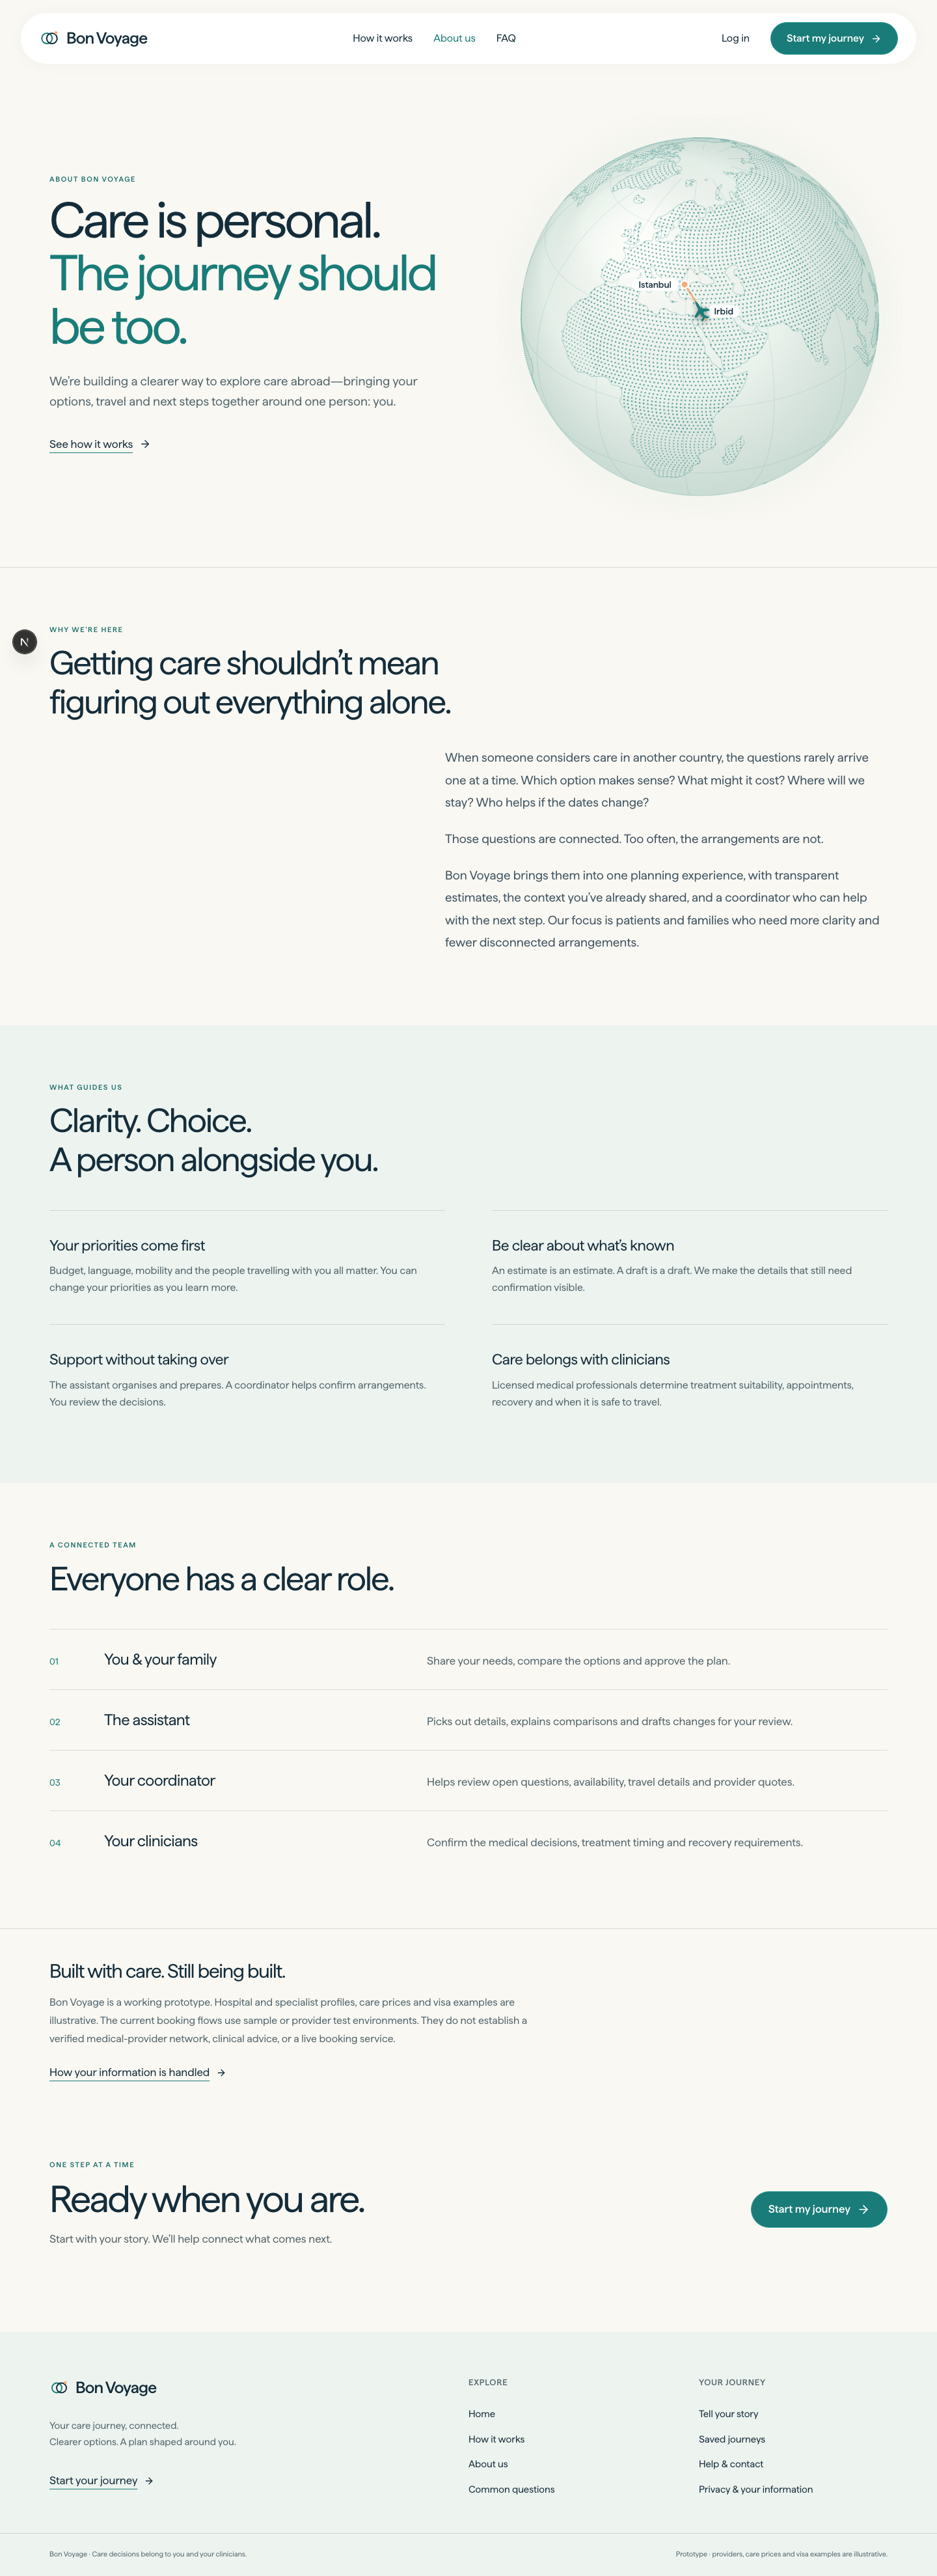 Bon Voyage
How it works
About us
FAQ
Log in
Start my journey
ABOUT BON VOYAGE
Care is personal.
The journey should
be too.
We're building a clearer way to explore care abroad—bringing your
options, travel and next steps together around one person: you.
See how it works
Istanbul
Irbid
N
WHY WE'RE HERE
Getting care shouldn't mean
figuring out everything alone.
When someone considers care in another country, the questions rarely arrive
one at a time. Which option makes sense? What might it cost? Where will we
stay? Who helps if the dates change?
Those questions are connected. Too often, the arrangements are not.
Bon Voyage brings them into one planning experience, with transparent
estimates, the context you've already shared, and a coordinator who can help
with the next step. Our focus is patients and families who need more clarity and
fewer disconnected arrangements.
WHAT GUIDES US
Clarity. Choice.
A person alongside you.
Your priorities come first
Budget, language, mobility and the people travelling with you all matter. You can
change your priorities as you learn more.
Be clear about what's known
An estimate is an estimate. A draft is a draft. We make the details that still need
confirmation visible.
Support without taking over
The assistant organises and prepares. A coordinator helps confirm arrangements.
You review the decisions.
Care belongs with clinicians
Licensed medical professionals determine treatment suitability, appointments,
recovery and when it is safe to travel.
A CONNECTED TEAM
Everyone has a clear role.
01
You & your family
Share your needs, compare the options and approve the plan.
02
The assistant
Picks out details, explains comparisons and drafts changes for your review.
03
Your coordinator
Helps review open questions, availability, travel details and provider quotes.
04
Your clinicians
Confirm the medical decisions, treatment timing and recovery requirements.
Built with care. Still being built.
Bon Voyage is a working prototype. Hospital and specialist profiles, care prices and visa examples are
illustrative. The current booking flows use sample or provider test environments. They do not establish a
verified medical-provider network, clinical advice, or a live booking service.
How your information is handled
ONE STEP AT A TIME
Ready when you are.
Start with your story. We'll help connect what comes next.
Start my journey
Bon Voyage
Your care journey, connected.
Clearer options. A plan shaped around you.
Start your journey
EXPLORE
Home
How it works
About us
Common questions
YOUR JOURNEY
Tell your story
Saved journeys
Help & contact
Privacy & your information
Bon Voyage · Care decisions belong to you and your clinicians.
Prototype · providers, care prices and visa examples are illustrative.